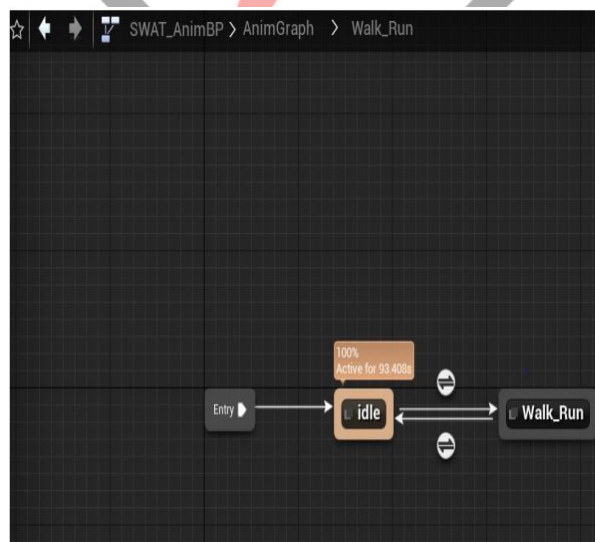 SWAT_AnimBP > AnimGraph > Walk_Run
100%
Active for 93.408s
Entry
idle
Walk_Run